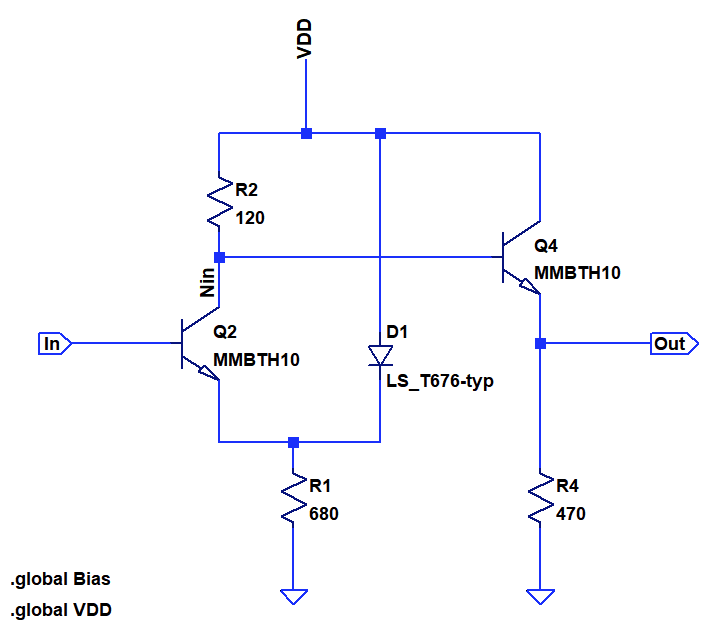 VDD
R2
120
Nin
Q4
MMBTH10
In
Q2
MMBTH10
D1
LS_T676-typ
Out
R1
680
R4
470
.global Bias
.global VDD